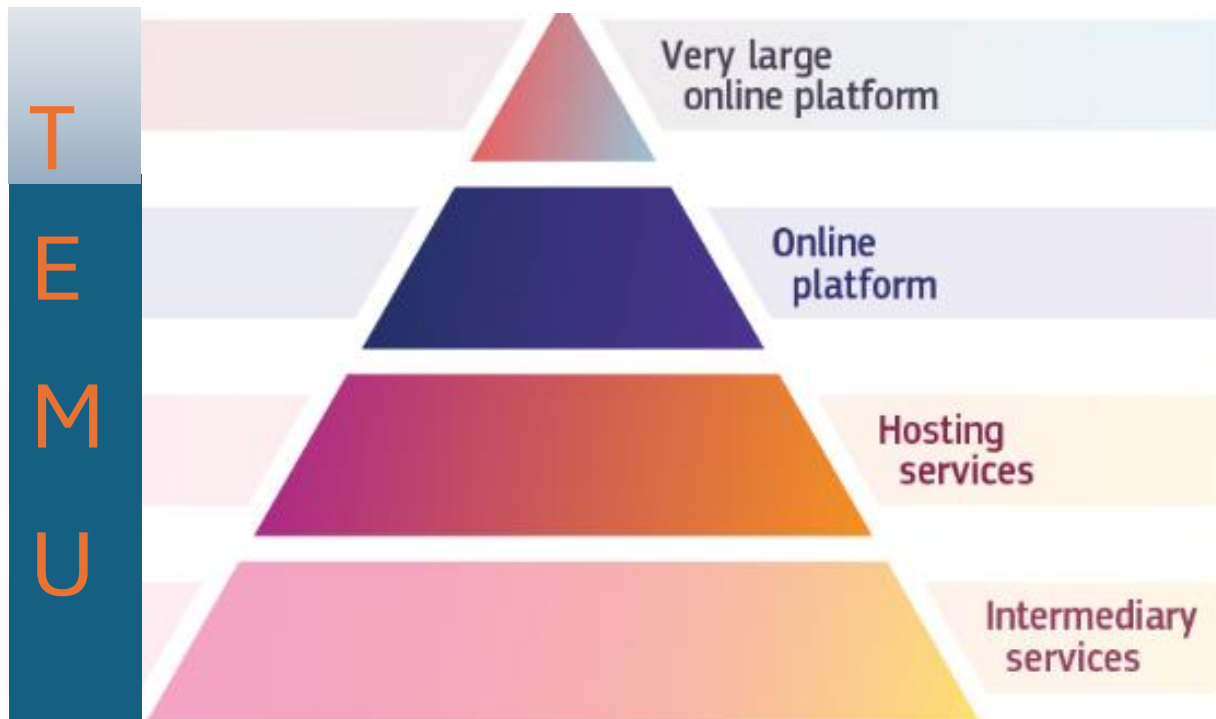 T
E
M
U
Very large
online platform
Online
platform
Hosting
services
Intermediary
services